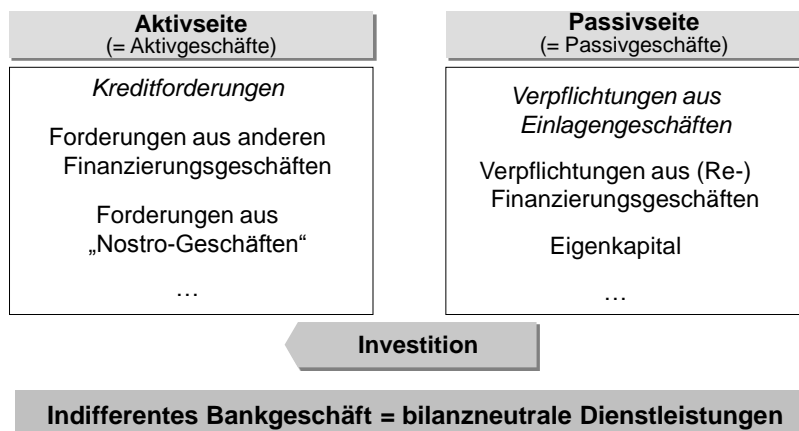 Aktivseite
(= Aktivgeschäfte)
Kreditforderungen
Forderungen aus anderen
Finanzierungsgeschäften
Forderungen aus
„Nostro-Geschäften“
…
Passivseite
(= Passivgeschäfte)
Verpflichtungen aus
Einlagengeschäften
Verpflichtungen aus (Re-)
Finanzierungsgeschäften
Eigenkapital
…
Investition
Indifferentes Bankgeschäft = bilanzneutrale Dienstleistungen